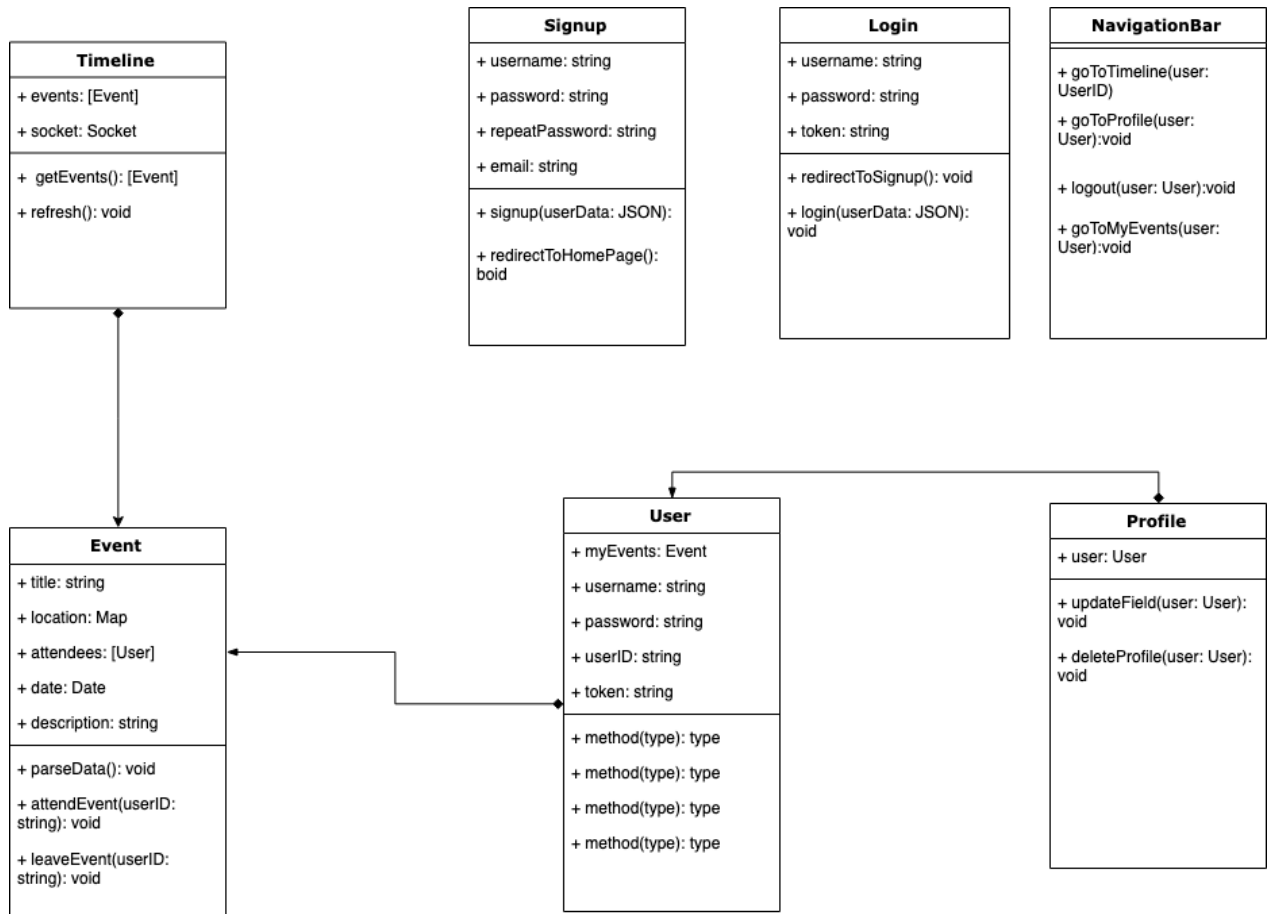 Timeline
+ events: [Event]
+ socket: Socket
+ getEvents(): [Event]
+ refresh(): void
Signup
+ username: string
+ password: string
+ repeatPassword: string
+ email: string
+ signup(userData: JSON):
+ redirectToHomePage():
boid
Login
+ username: string
+ password: string
+ token: string
+ redirectToSignup(): void
+ login(userData: JSON):
void
NavigationBar
+ goToTimeline(user:
UserID)
+ goToProfile(user:
User):void
+ logout(user: User):void
+ goToMyEvents(user:
User):void
Event
+ title: string
+ location: Map
+ attendees: [User]
+ date: Date
+ description: string
+ parseData(): void
+ attendEvent(userID:
string): void
+ leaveEvent(userID:
string): void
User
+ myEvents: Event
+ username: string
+ password: string
+ userID: string
+ token: string
+ method(type): type
+ method(type): type
+ method(type): type
+ method(type): type
Profile
+ user: User
+ updateField(user: User):
void
+ deleteProfile(user: User):
void